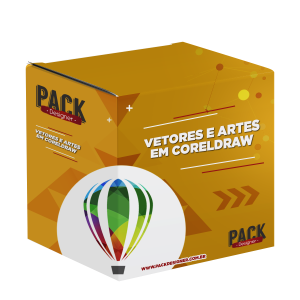 PACK
Designer
VETORES E ARTES
EM CORELDRAW
VETORES E ARTES
EM CORELDRAW
PACK
Designer
WWW.PACKDESIGNER.COM.BR